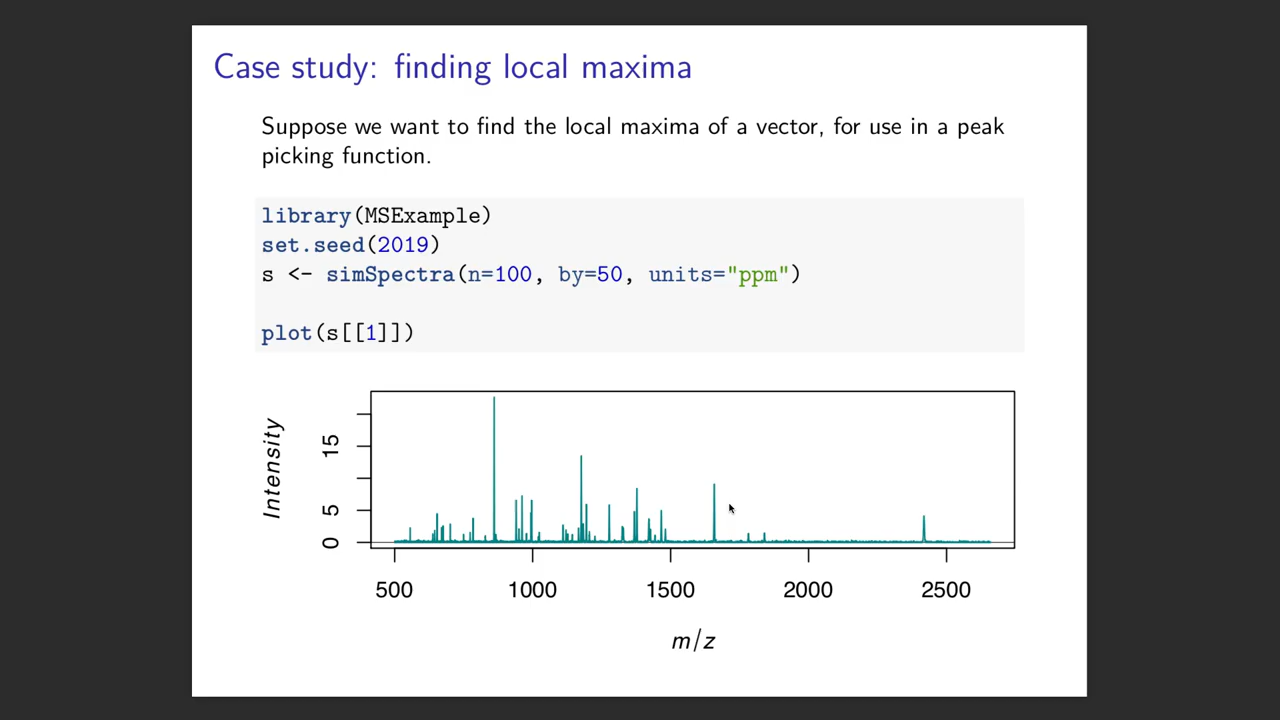 Case study: finding local maxima
Suppose we want to find the local maxima of a vector, for use in a peak
picking function.
library(MSExample)
set.seed(2019)
s <- simSpectra(n=100, by=50, units="ppm")
plot(s[[1]])
Intensity
15
5
0
500 1000 1500 2000 2500
m/z